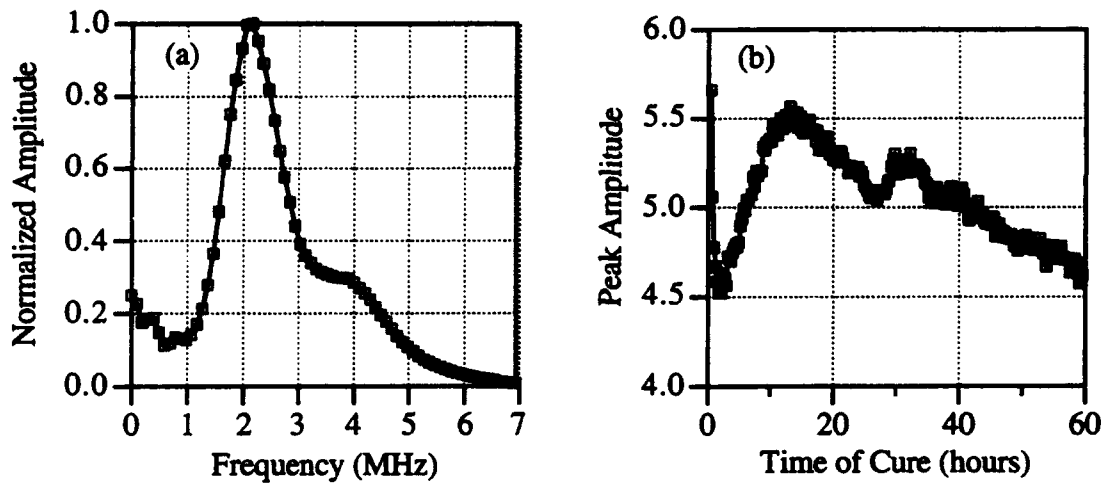 (a)
Normalized Amplitude
1.0
0.8
0.6
0.4
0.2
0.0
0 1 2 3 4 5 6 7
Frequency (MHz)
(b)
Peak Amplitude
6.0
5.5
5.0
4.5
4.0
0 20 40 60
Time of Cure (hours)